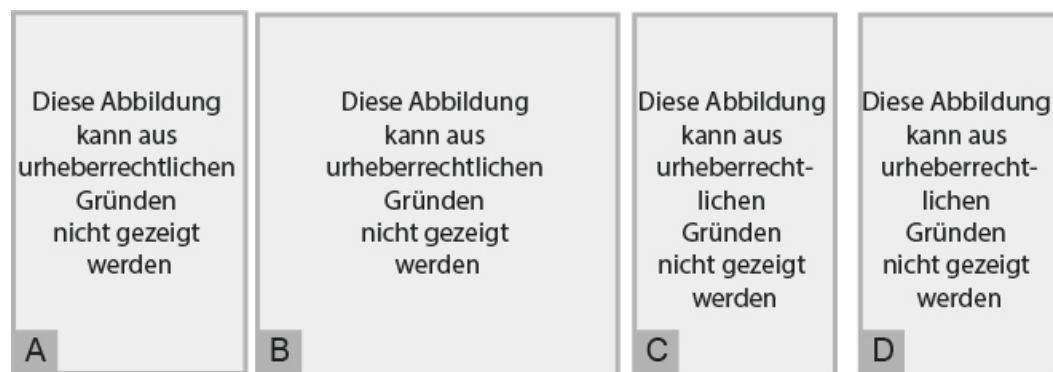 Diese Abbildung
kann aus
urheberrechtlichen
Gründen
nicht gezeigt
werden
A
Diese Abbildung
kann aus
urheberrechtlichen
Gründen
nicht gezeigt
werden
B
Diese Abbildung
kann aus
urheberrecht-
lichen
Gründen
nicht gezeigt
werden
C
Diese Abbildung
kann aus
urheberrecht-
lichen
Gründen
nicht gezeigt
werden
D